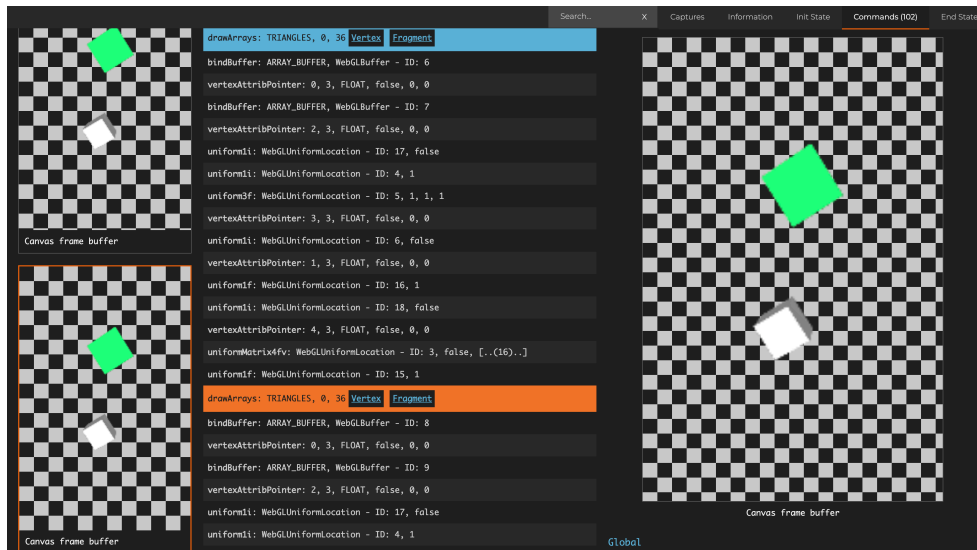 Search... X Captures Information Init State Commands (102) End State
drawArrays: TRIANGLES, 0, 36 Vertex Fragment
bindBuffer: ARRAY_BUFFER, WebGLBuffer - ID: 6
vertexAttribPointer: 0, 3, FLOAT, false, 0, 0
bindBuffer: ARRAY_BUFFER, WebGLBuffer - ID: 7
vertexAttribPointer: 2, 3, FLOAT, false, 0, 0
uniform1i: WebGLUniformLocation - ID: 17, false
uniform1i: WebGLUniformLocation - ID: 4, 1
uniform3f: WebGLUniformLocation - ID: 5, 1, 1, 1
vertexAttribPointer: 3, 3, FLOAT, false, 0, 0
uniform1i: WebGLUniformLocation - ID: 6, false
vertexAttribPointer: 1, 3, FLOAT, false, 0, 0
uniform1f: WebGLUniformLocation - ID: 16, 1
uniform1i: WebGLUniformLocation - ID: 18, false
vertexAttribPointer: 4, 3, FLOAT, false, 0, 0
uniformMatrix4fv: WebGLUniformLocation - ID: 3, false, [..(16)..]
uniform1f: WebGLUniformLocation - ID: 15, 1
drawArrays: TRIANGLES, 0, 36 Vertex Fragment
bindBuffer: ARRAY_BUFFER, WebGLBuffer - ID: 8
vertexAttribPointer: 0, 3, FLOAT, false, 0, 0
bindBuffer: ARRAY_BUFFER, WebGLBuffer - ID: 9
vertexAttribPointer: 2, 3, FLOAT, false, 0, 0
uniform1i: WebGLUniformLocation - ID: 17, false
uniform1i: WebGLUniformLocation - ID: 4, 1
Canvas frame buffer
Canvas frame buffer
Canvas frame buffer
Global